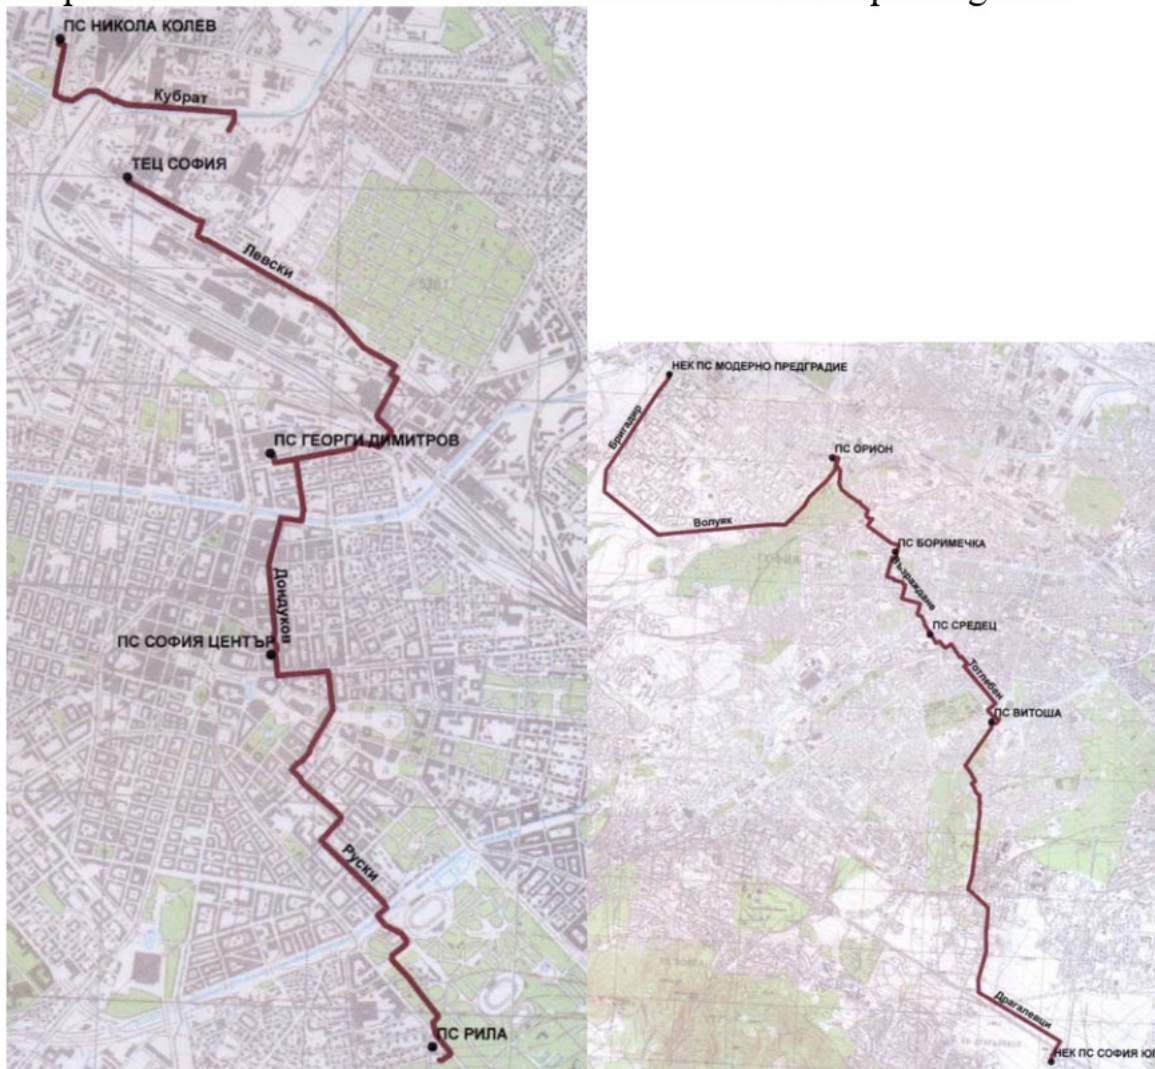 ПС НИКОЛА КОЛЕВ
Кубрат
ТЕЦ СОФИЯ
Левски
ПС ГЕОРГИ ДИМИТРОВ
Дондуков
ПС СОФИЯ ЦЕНТЪР
Руски
ПС РИЛА
НЕК ПС МОДЕРНО ПРЕДГРАДИЕ
Бригадир
ПС ОРИОН
Волуяк
ПС БОРИМЕЧКА
Възраждане
ПС СРЕДЕЦ
Тотлебен
ПС ВИТОША
Драгалевци
НЕК ПС СОФИЯ ЮГ